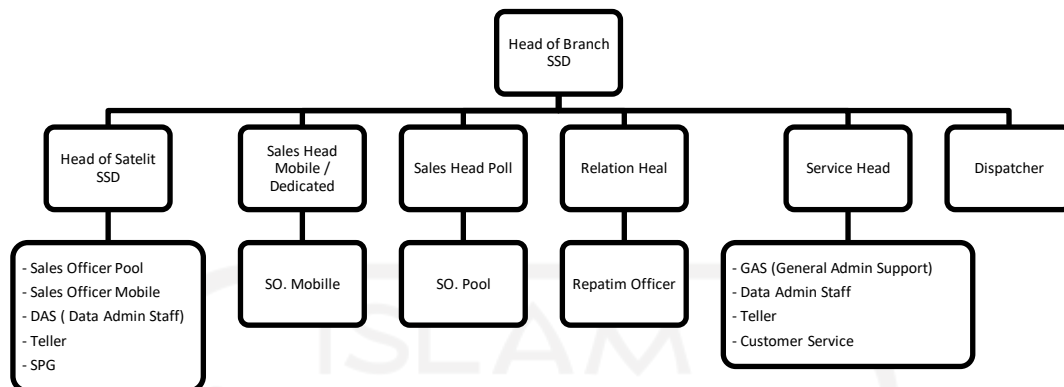 Head of Branch
SSD
Head of Satelit
SSD
Sales Head
Mobile /
Dedicated
Sales Head Poll
Relation Heal
Service Head
Dispatcher
- Sales Officer Pool
- Sales Officer Mobile
- DAS ( Data Admin Staff)
- Teller
- SPG
SO. Mobille
SO. Pool
Repatim Officer
- GAS (General Admin Support)
- Data Admin Staff
- Teller
- Customer Service
ISLAM